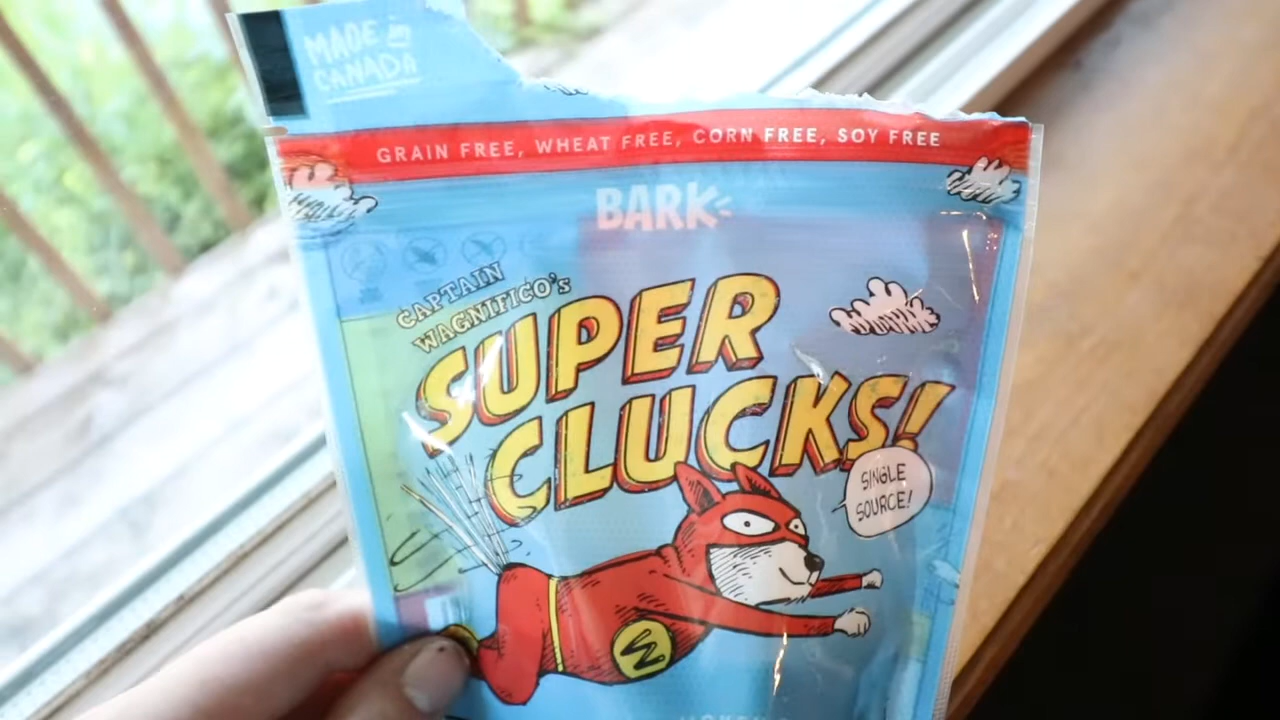 MADE in
CANADA
GRAIN FREE, WHEAT FREE, CORN FREE, SOY FREE
BARK
CAPTAIN
WAGNIFICO'S
SUPER
CLUCKS!
SINGLE
SOURCE!
W